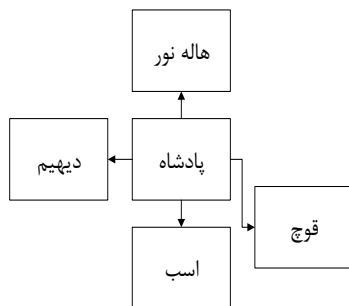 هاله نور
دیهیم
پادشاه
قوچ
اسب